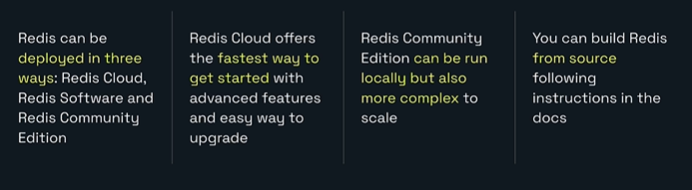 Redis can be
deployed in three
ways: Redis Cloud,
Redis Software and
Redis Community
Edition
Redis Cloud offers
the fastest way to
get started with
advanced features
and easy way to
upgrade
Redis Community
Edition can be run
locally but also
more complex to
scale
You can build Redis
from source
following
instructions in the
docs